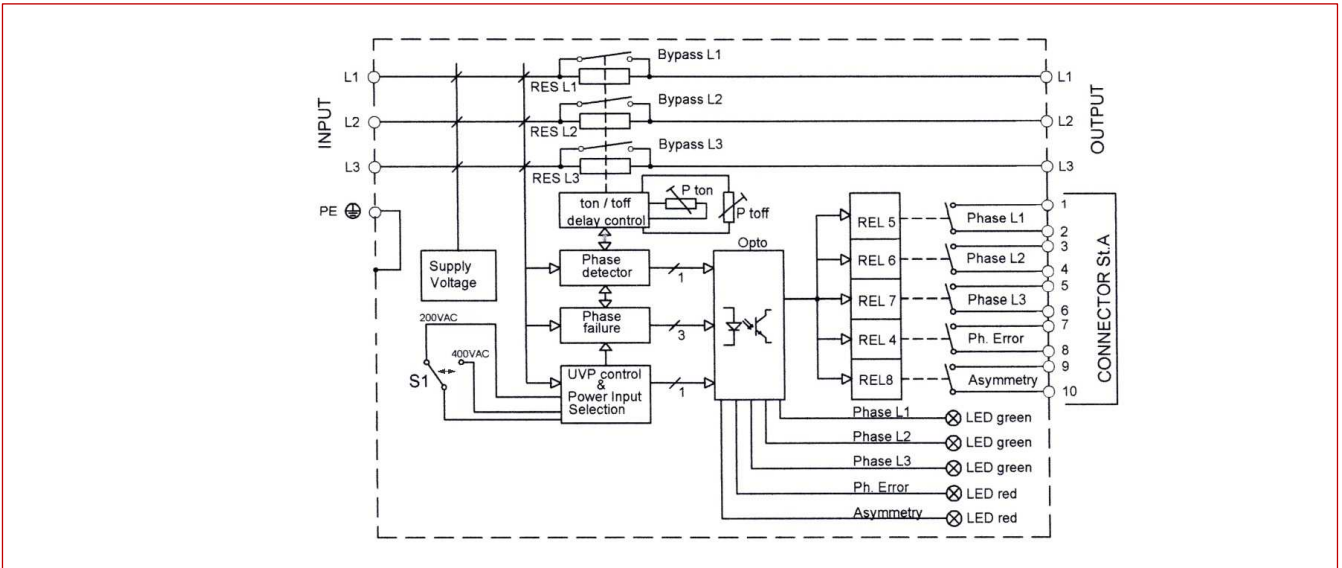 Bypass L1
L1
RES L1
L1
Bypass L2
INPUT
L2
RES L2
L2
OUTPUT
Bypass L3
L3
RES L3
L3
PE
ton / toff
delay control
P ton
P toff
Supply
Voltage
Phase
detector
1
Phase
failure
3
200VAC
400VAC
S1
UVP control
&
Power Input
Selection
1
Opto
REL 5
Phase L1
1
2
REL 6
Phase L2
3
4
REL 7
Phase L3
5
6
REL 4
Ph. Error
7
8
REL8
Asymmetry
9
10
CONNECTOR St.A
Phase L1
LED green
Phase L2
LED green
Phase L3
LED green
Ph. Error
LED red
Asymmetry
LED red